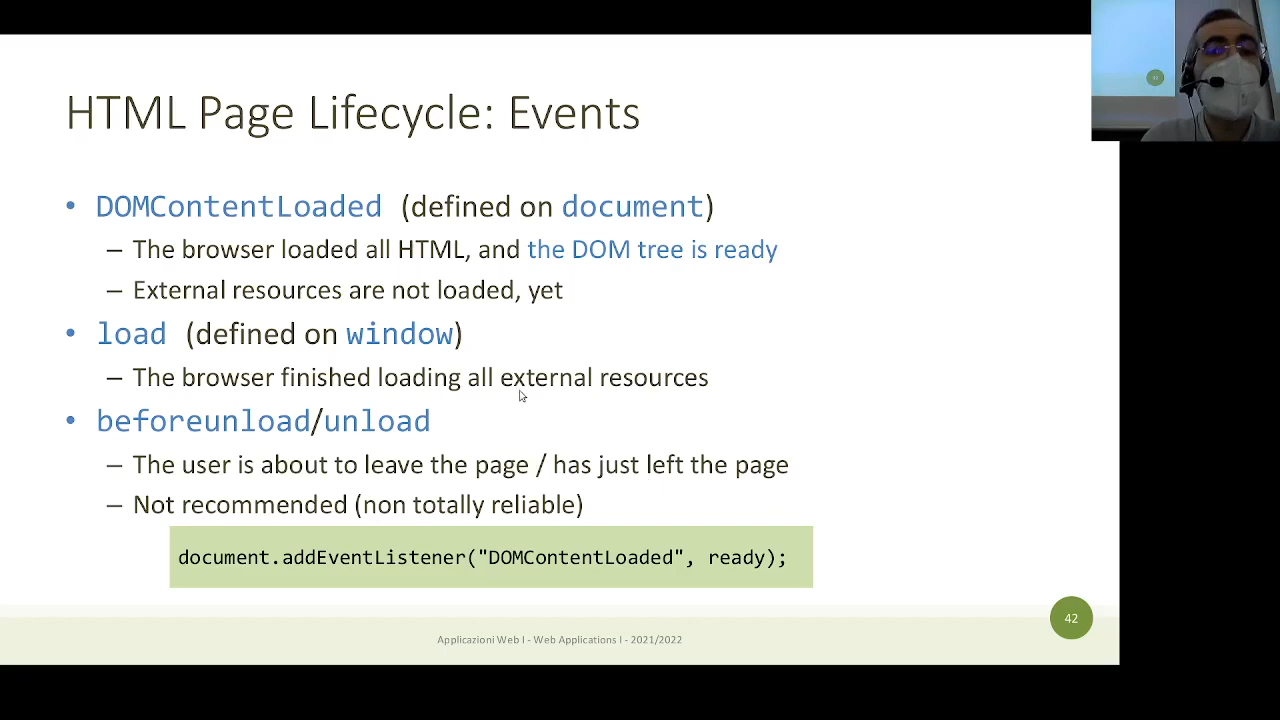 HTML Page Lifecycle: Events
• DOMContentLoaded (defined on document)
– The browser loaded all HTML, and the DOM tree is ready
– External resources are not loaded, yet
• load (defined on window)
– The browser finished loading all external resources
• beforeunload/unload
– The user is about to leave the page / has just left the page
– Not recommended (non totally reliable)
document.addEventListener("DOMContentLoaded", ready);
42
Applicazioni Web I - Web Applications I - 2021/2022